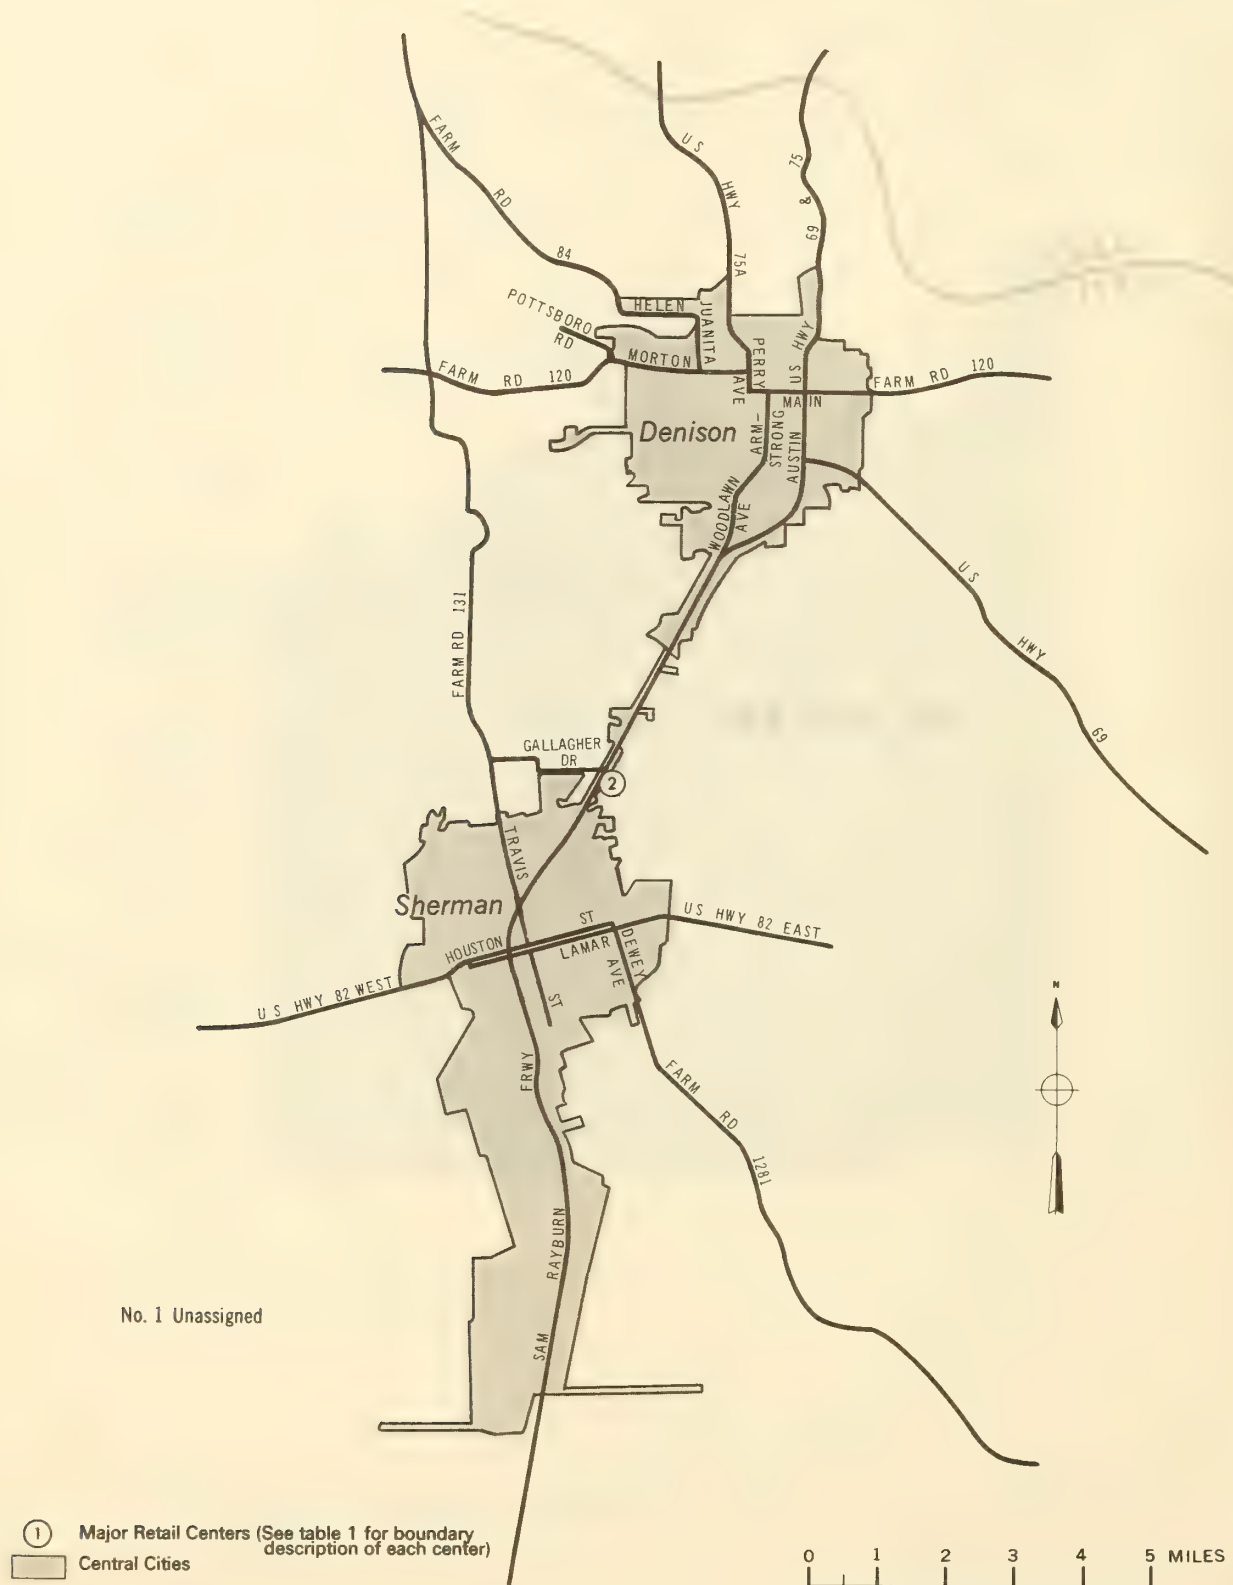 FARM RD 84
US HWY 75A
69 & 75
POTTSBORO RD
HELEN
JUANITA
MORTON
PERRY AVE
US HWY
FARM RD 120
FARM RD 120
MAIN
Denison
ARM-
STRONG
AUSTIN
WOODLAWN AVE
US HWY 69
FARM RD 131
GALLAGHER
DR
2
TRAVIS
Sherman
ST
US HWY 82 EAST
HOUSTON
LAMAR
DEWEY AVE
US HWY 82 WEST
ST
N
FRWY
FARM RD 1281
RAYBURN
SAM
No. 1 Unassigned
1 Major Retail Centers (See table 1 for boundary
description of each center)
Central Cities
0 1 2 3 4 5 MILES